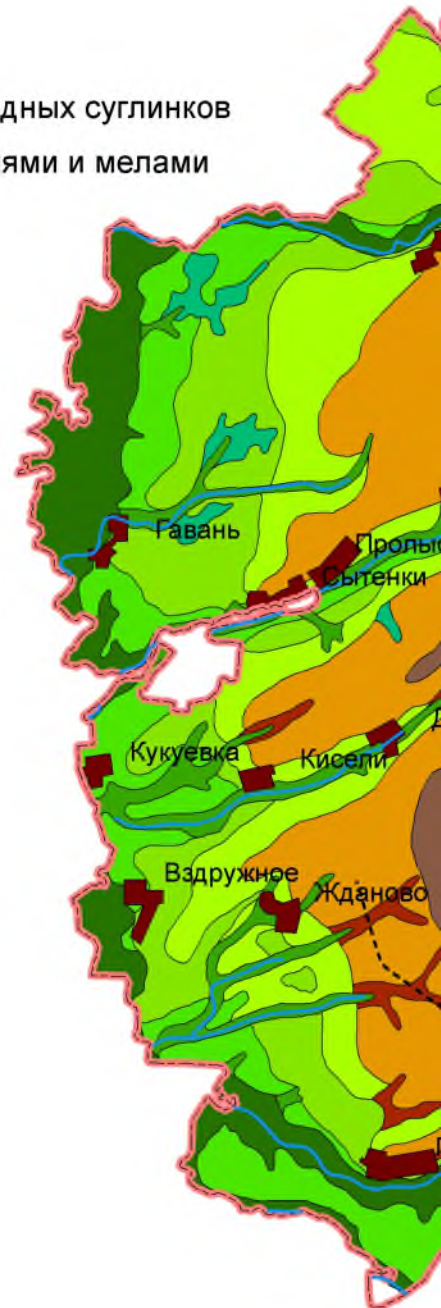 дных суглинков
ями и мелами
Гавань
Сытенки
Кукуевка
Кисели
Вздружное
Жданово